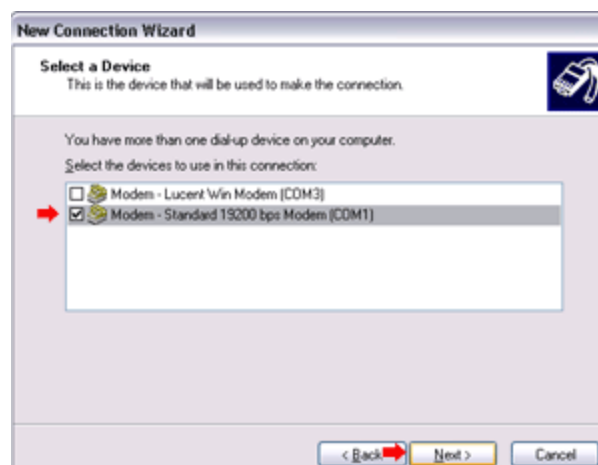 New Connection Wizard
Select a Device
This is the device that will be used to make the connection.
You have more than one dial-up device on your computer.
Select the devices to use in this connection:
Modem - Lucent Win Modem (COM3)
Modem - Standard 19200 bps Modem (COM1)
< Back Next > Cancel